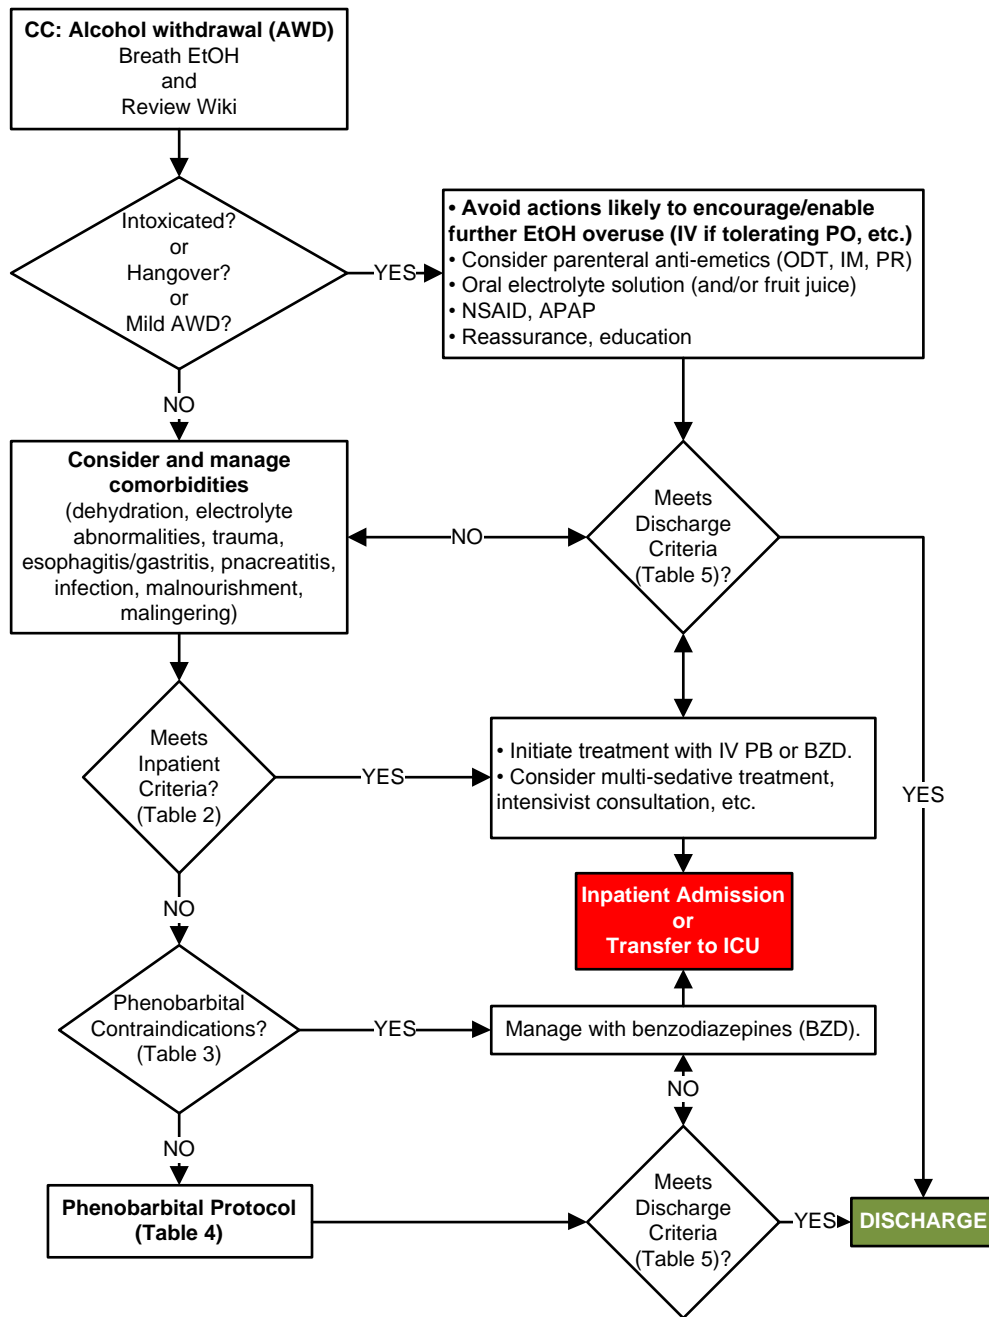 CC: Alcohol withdrawal (AWD)
Breath EtOH
and
Review Wiki
Intoxicated?
or
Hangover?
or
Mild AWD?
YES
• Avoid actions likely to encourage/enable
further EtOH overuse (IV if tolerating PO, etc.)
• Consider parenteral anti-emetics (ODT, IM, PR)
• Oral electrolyte solution (and/or fruit juice)
• NSAID, APAP
• Reassurance, education
NO
Consider and manage
comorbidities
(dehydration, electrolyte
abnormalities, trauma,
esophagitis/gastritis, pnacreatitis,
infection, malnourishment,
malingering)
NO
Meets
Discharge
Criteria
(Table 5)?
YES
Meets
Inpatient
Criteria?
(Table 2)
YES
• Initiate treatment with IV PB or BZD.
• Consider multi-sedative treatment,
intensivist consultation, etc.
Inpatient Admission
or
Transfer to ICU
NO
Phenobarbital
Contraindications?
(Table 3)
YES
Manage with benzodiazepines (BZD).
NO
NO
Phenobarbital Protocol
(Table 4)
Meets
Discharge
Criteria
(Table 5)?
YES
DISCHARGE